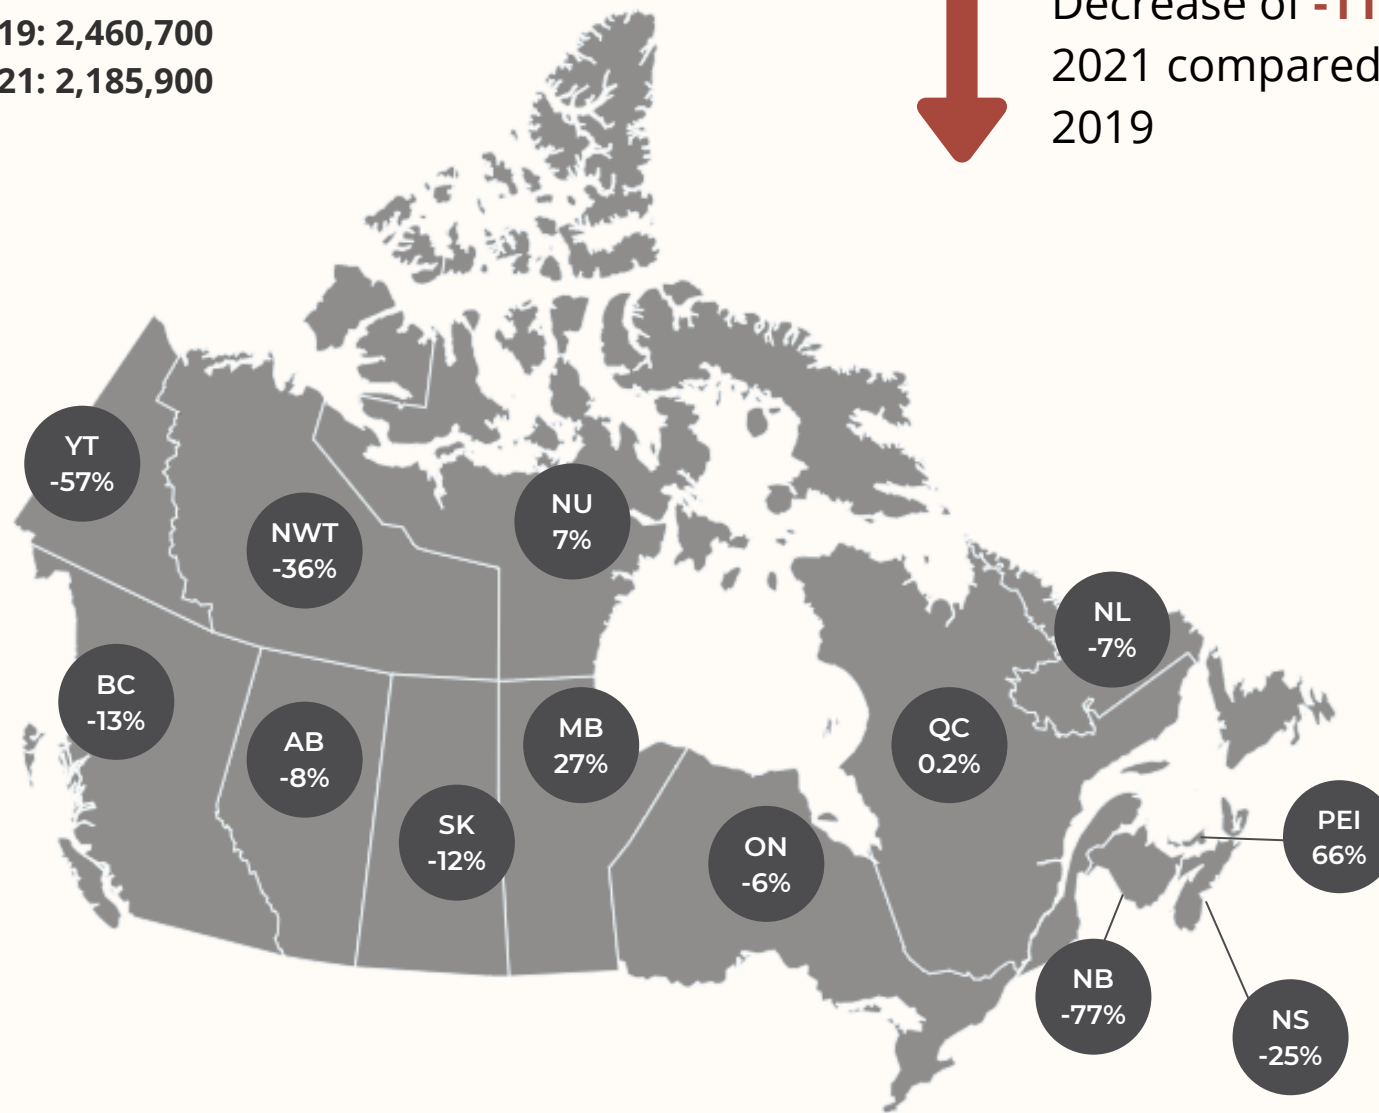 19: 2,460,700
21: 2,185,900
Decrease of -11
2021 compared
2019
YT
-57%
NWT
-36%
NU
7%
NL
-7%
BC
-13%
AB
-8%
MB
27%
QC
0.2%
SK
-12%
ON
-6%
PEI
66%
NB
-77%
NS
-25%